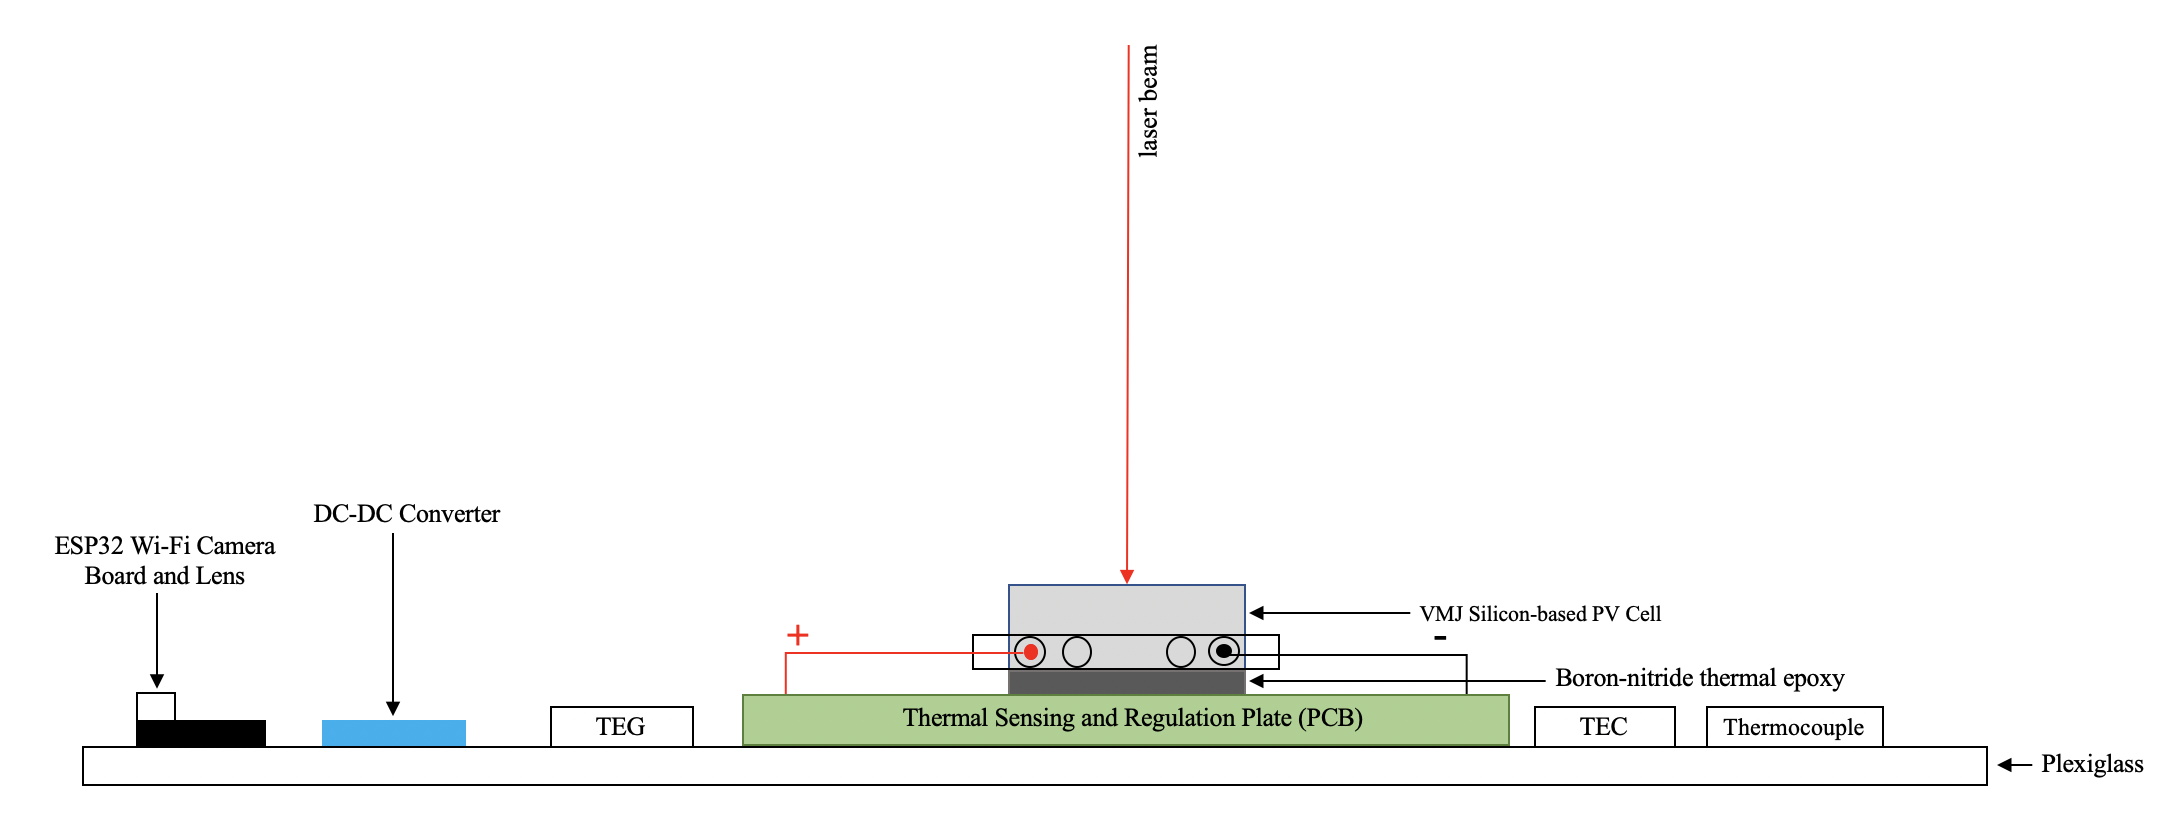 laser beam
DC-DC Converter
ESP32 Wi-Fi Camera
Board and Lens
VMJ Silicon-based PV Cell
+
-
Boron-nitride thermal epoxy
Thermal Sensing and Regulation Plate (PCB)
TEG
TEC
Thermocouple
Plexiglass